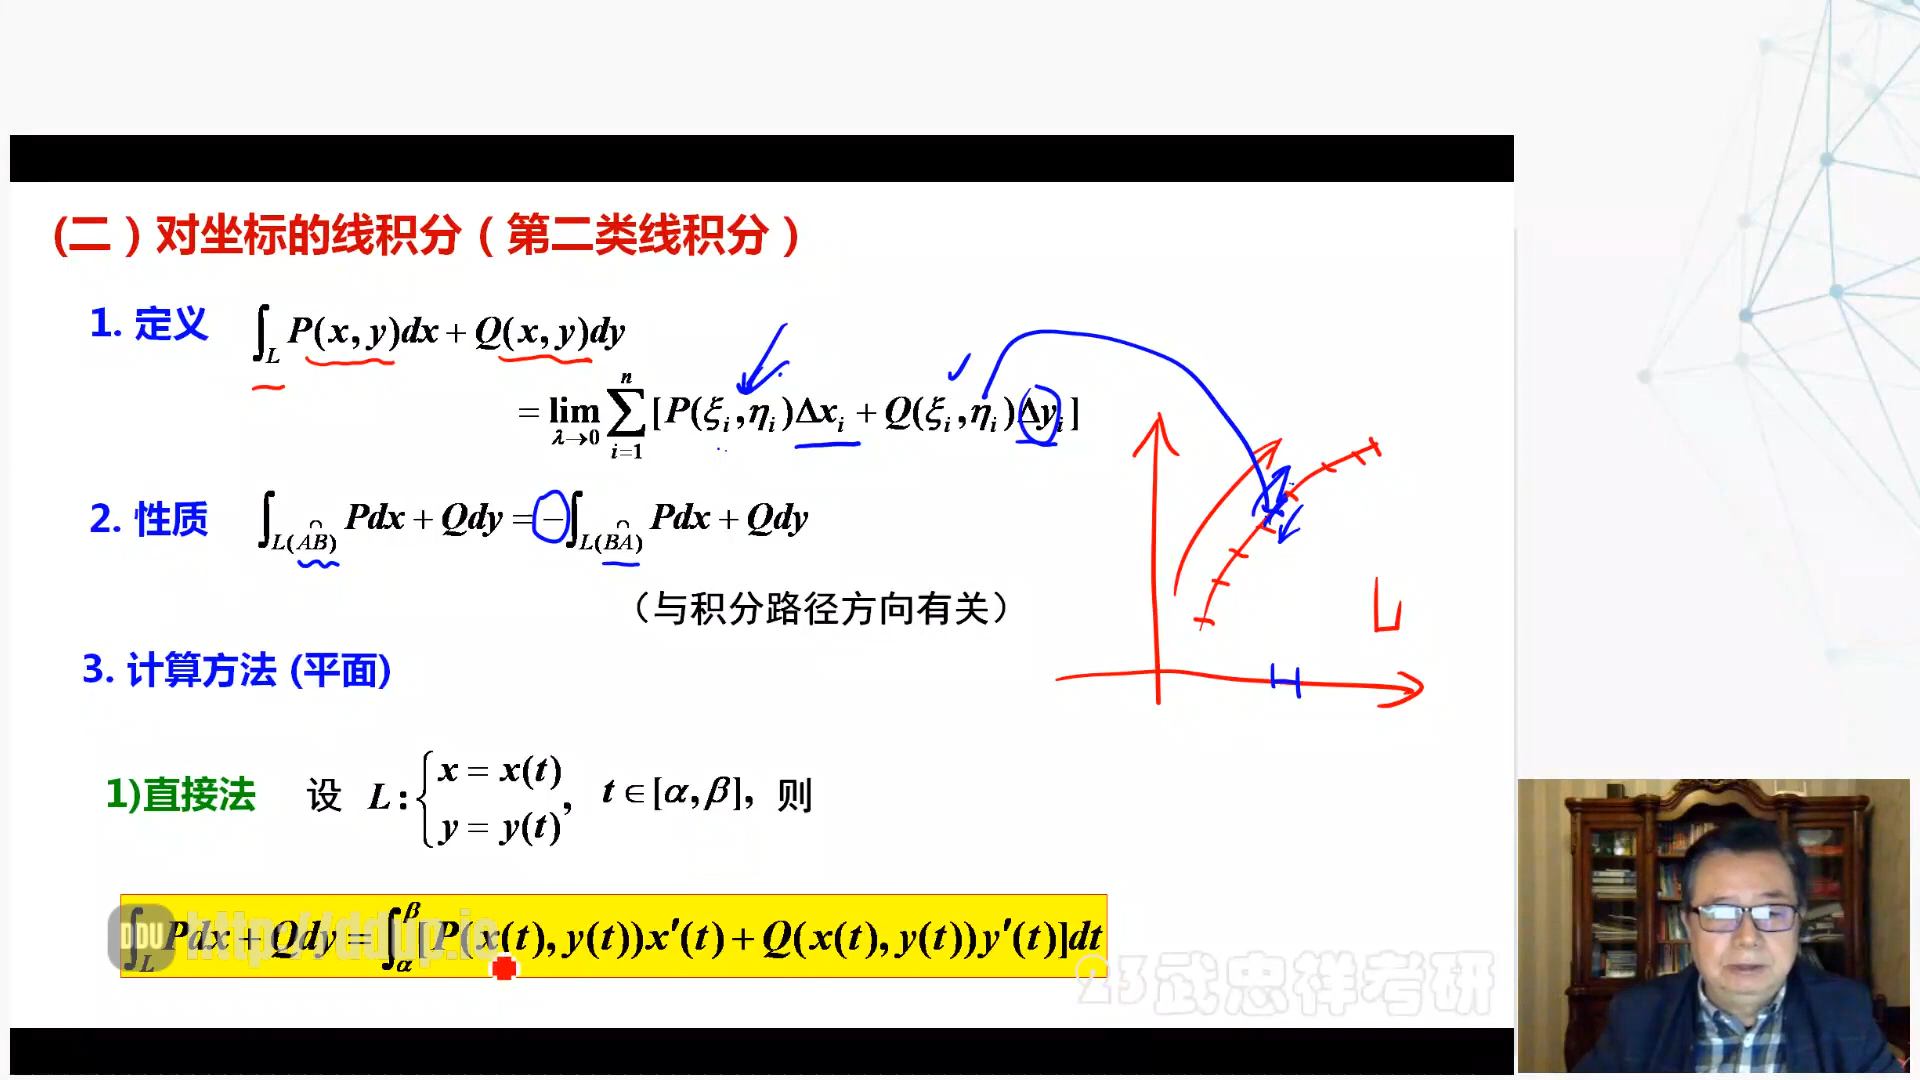 (二）对坐标的线积分（第二类线积分）
1. 定义 ∫_L P(x, y)dx + Q(x, y)dy
= lim_{λ→0} ∑_{i=1}^{n} [P(ξ_i, η_i)Δx_i + Q(ξ_i, η_i)Δy_i]
2. 性质 ∫_{L(AB)} Pdx + Qdy = −∫_{L(BA)} Pdx + Qdy
（与积分路径方向有关）
L
3. 计算方法 (平面)
1)直接法 设 L: { x = x(t) y = y(t) , t ∈ [α, β], 则
∫_L Pdx + Qdy = ∫_α^β [P(x(t), y(t))x′(t) + Q(x(t), y(t))y′(t)]dt
DDU
23武忠祥考研